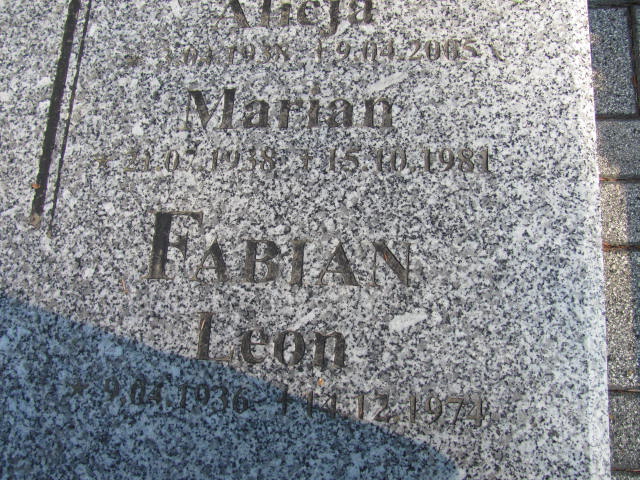 Alicja
† 9.04.2005
Marian
* 21.07.1938 † 15.10.1981
FABIAN
Leon
* 9.04.1936 † 14.12.1974